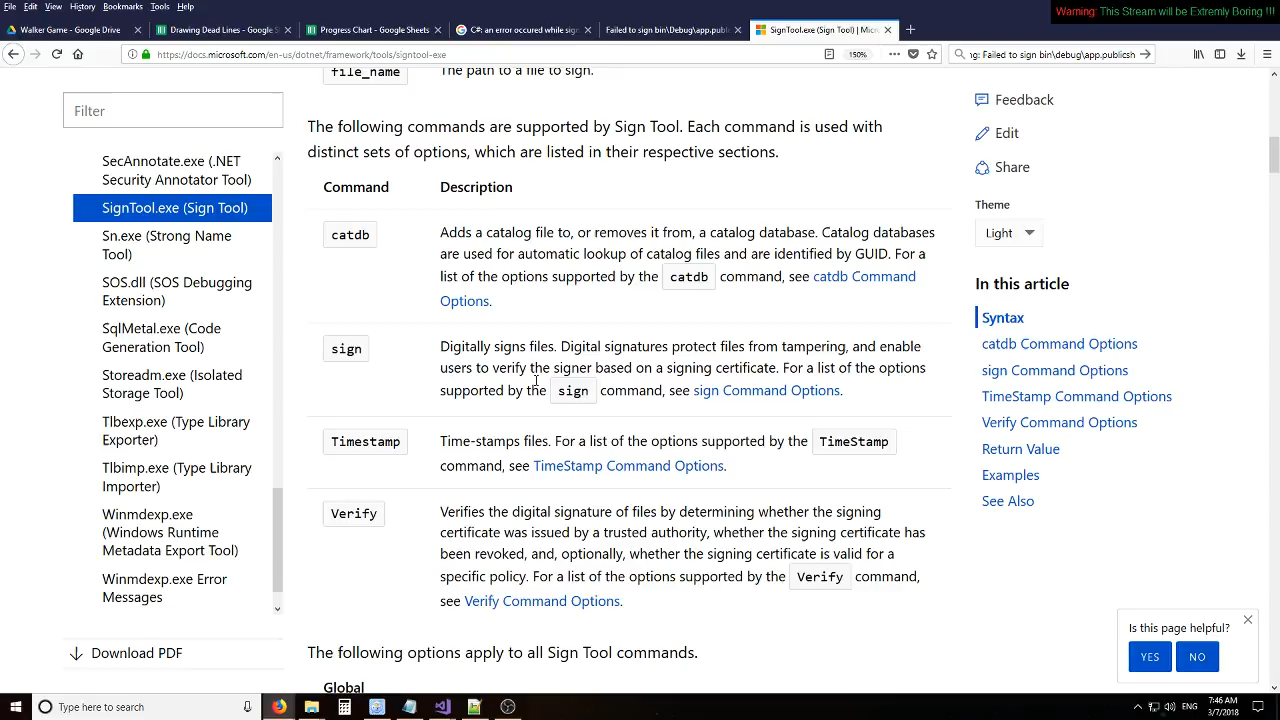 File Edit View History Bookmarks Tools Help
Warning: This Stream will be Extremly Boring !!!
Walker Game - Google Drive
Drawing Dead Lines - Google S
Progress Chart - Google Sheets
C#: an error occured while sign
Failed to sign bin\Debug\app.public
SignTool.exe (Sign Tool) | Micro
https://docs.microsoft.com/en-us/dotnet/framework/tools/signtool-exe
150%
g: Failed to sign bin\debug\app.publicsh
Filter
SecAnnotate.exe (.NET
Security Annotator Tool)
SignTool.exe (Sign Tool)
Sn.exe (Strong Name
Tool)
SOS.dll (SOS Debugging
Extension)
SqlMetal.exe (Code
Generation Tool)
Storeadm.exe (Isolated
Storage Tool)
Tlbexp.exe (Type Library
Exporter)
Tlbimp.exe (Type Library
Importer)
Winmdexp.exe
(Windows Runtime
Metadata Export Tool)
Winmdexp.exe Error
Messages
Download PDF
file_name The path to a file to sign.
The following commands are supported by Sign Tool. Each command is used with
distinct sets of options, which are listed in their respective sections.
Command Description
catdb Adds a catalog file to, or removes it from, a catalog database. Catalog databases
are used for automatic lookup of catalog files and are identified by GUID. For a
list of the options supported by the catdb command, see catdb Command
Options.
sign Digitally signs files. Digital signatures protect files from tampering, and enable
users to verify the signer based on a signing certificate. For a list of the options
supported by the sign command, see sign Command Options.
Timestamp Time-stamps files. For a list of the options supported by the TimeStamp
command, see TimeStamp Command Options.
Verify Verifies the digital signature of files by determining whether the signing
certificate was issued by a trusted authority, whether the signing certificate has
been revoked, and, optionally, whether the signing certificate is valid for a
specific policy. For a list of the options supported by the Verify command,
see Verify Command Options.
The following options apply to all Sign Tool commands.
Global
Feedback
Edit
Share
Theme
Light
In this article
Syntax
catdb Command Options
sign Command Options
TimeStamp Command Options
Verify Command Options
Return Value
Examples
See Also
Is this page helpful?
YES NO
Type here to search
ENG
7:46 AM
3/7/2018